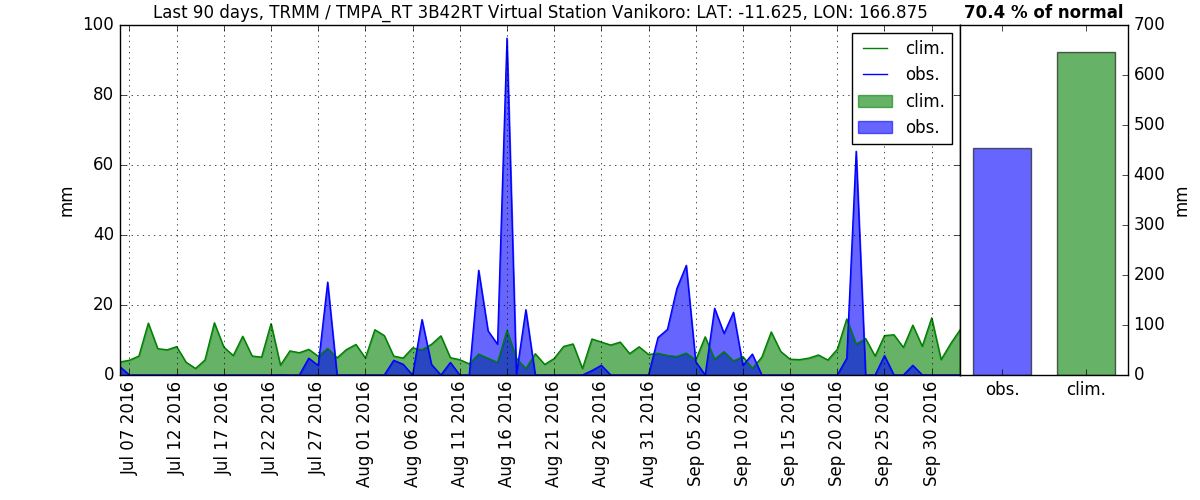 Last 90 days, TRMM / TMPA_RT 3B42RT Virtual Station Vanikoro: LAT: -11.625, LON: 166.875
70.4 % of normal
100
80
60
40
20
0
mm
clim.
obs.
clim.
obs.
Jul 07 2016
Jul 12 2016
Jul 17 2016
Jul 22 2016
Jul 27 2016
Aug 01 2016
Aug 06 2016
Aug 11 2016
Aug 16 2016
Aug 21 2016
Aug 26 2016
Aug 31 2016
Sep 05 2016
Sep 10 2016
Sep 15 2016
Sep 20 2016
Sep 25 2016
Sep 30 2016
obs.
clim.
700
600
500
400
300
200
100
0
mm